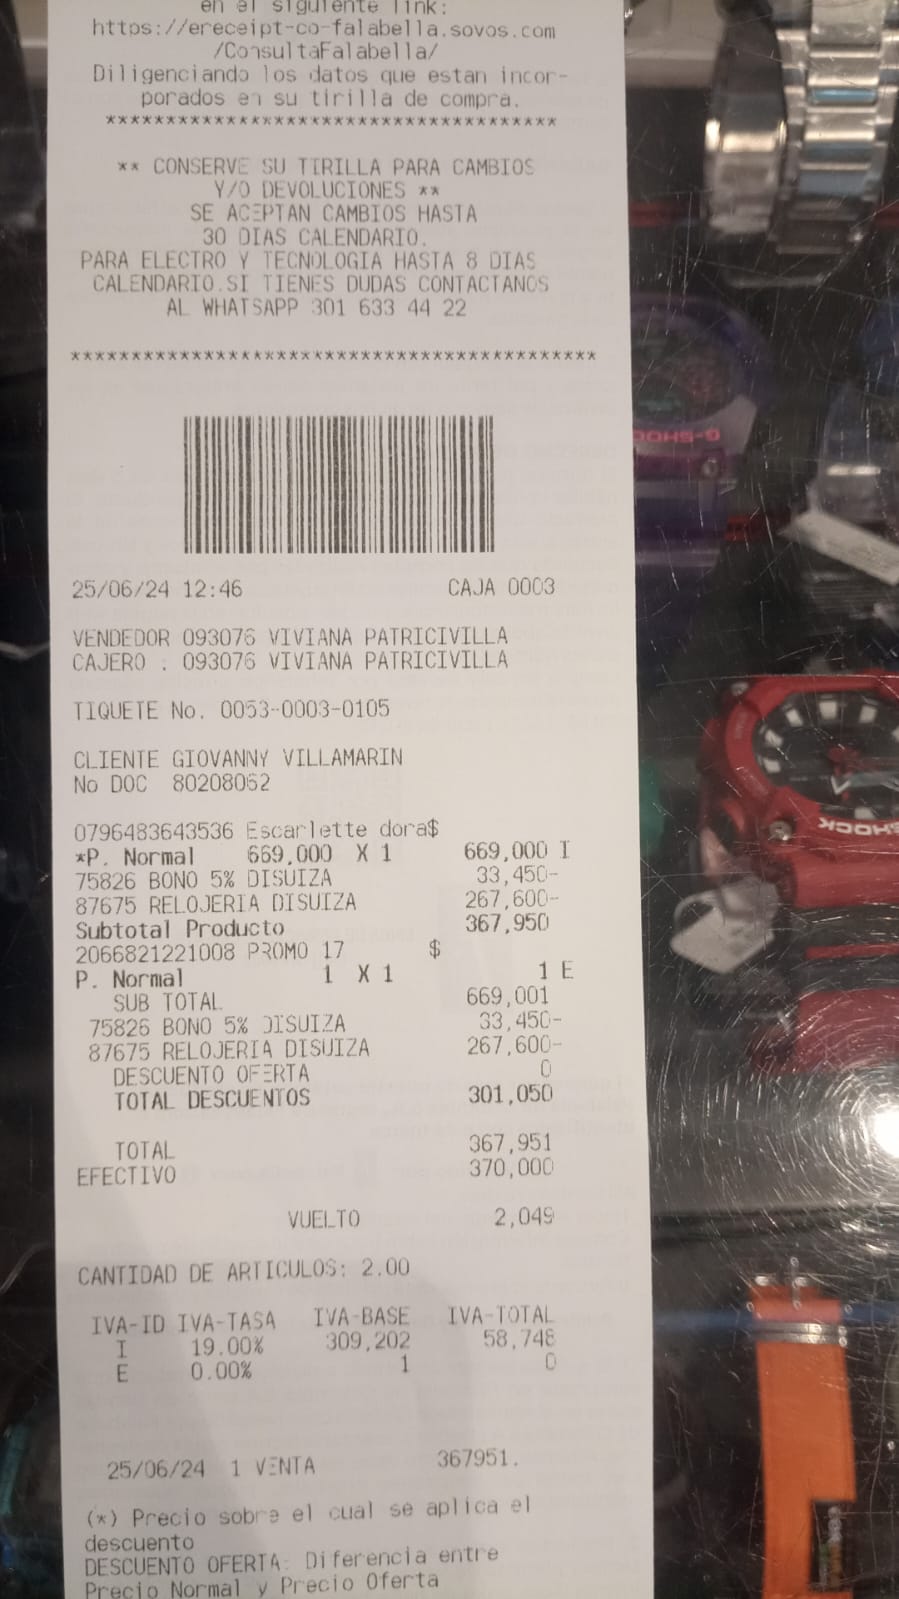 en el siguiente link:
https://ereceipt-co-falabella.sovos.com
/ConsultaFalabella/
Diligenciando los datos que estan incor-
porados en su tirilla de compra.
*************************************
** CONSERVE SU TIRILLA PARA CAMBIOS
Y/O DEVOLUCIONES **
SE ACEPTAN CAMBIOS HASTA
30 DIAS CALENDARIO.
PARA ELECTRO Y TECNOLOGIA HASTA 8 DIAS
CALENDARIO.SI TIENES DUDAS CONTACTANOS
AL WHATSAPP 301 633 44 22
*******************************************
25/06/24 12:46 CAJA 0003
VENDEDOR 093076 VIVIANA PATRICIVILLA
CAJERO : 093076 VIVIANA PATRICIVILLA
TIQUETE No. 0053-0003-0105
CLIENTE GIOVANNY VILLAMARIN
No DOC 80208062
0796483643536 Escarlette dora$
*P. Normal 669,000 X 1 669,000 I
75826 BONO 5% DISUIZA 33,450-
87675 RELOJERIA DISUIZA 267,600-
Subtotal Producto 367,950
2066821221008 PROMO 17 $
P. Normal 1 X 1 1 E
SUB TOTAL 669,001
75826 BONO 5% DISUIZA 33,450-
87675 RELOJERIA DISUIZA 267,600-
DESCUENTO OFERTA 0
TOTAL DESCUENTOS 301,050
TOTAL 367,951
EFECTIVO 370,000
VUELTO 2,049
CANTIDAD DE ARTICULOS: 2.00
IVA-ID IVA-TASA IVA-BASE IVA-TOTAL
I 19.00% 309,202 58,748
E 0.00% 1 0
25/06/24 1 VENTA 367951.
(*) Precio sobre el cual se aplica el
descuento
DESCUENTO OFERTA: Diferencia entre
Precio Normal y Precio Oferta
G-SHOCK